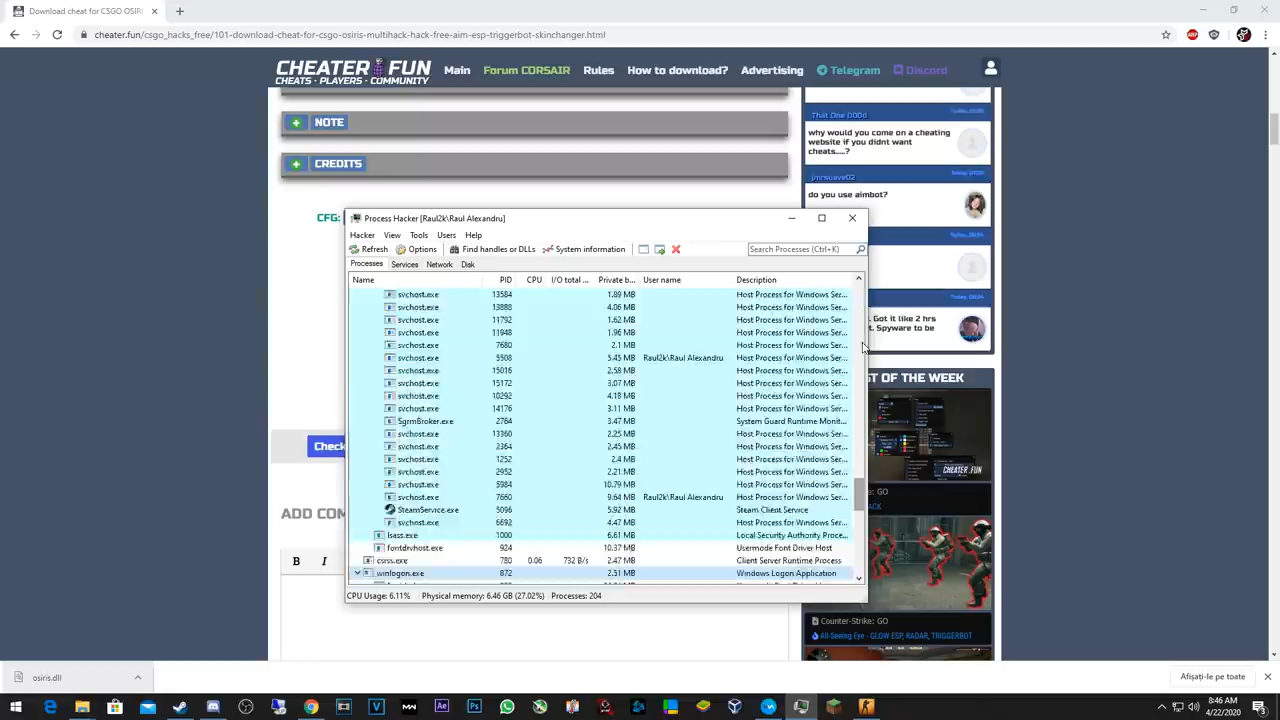 Download cheat for CSGO OSIRI
cheater.fun/csgo_hacks_free/101-download-cheat-for-csgo-osiris-multihack-hack-free-aim-esp-triggerbot-skinchanger.html
CHEATER FUN
CHEATS · PLAYERS · COMMUNITY
Main
Forum CORSAIR
Rules
How to download?
Advertising
Telegram
Discord
NOTE
CREDITS
CFG:
That One D00d
why would you come on a cheating
website if you didnt want
cheats.....?
jmrsuave02
do you use aimbot?
. Got it like 2 hrs
t. Spyware to be
Process Hacker [Raul2k\Raul Alexandru]
Hacker View Tools Users Help
Refresh Options Find handles or DLLs System information Search Processes (Ctrl+K)
Processes Services Network Disk
Name PID CPU I/O total ... Private b... User name Description
svchost.exe 13584 1.89 MB Host Process for Windows Ser...
svchost.exe 13888 4.08 MB Host Process for Windows Ser...
svchost.exe 11792 1.62 MB Host Process for Windows Ser...
svchost.exe 11948 1.96 MB Host Process for Windows Ser...
svchost.exe 7680 2.1 MB Host Process for Windows Ser...
svchost.exe 5508 5.45 MB Raul2k\Raul Alexandru Host Process for Windows Ser...
svchost.exe 15016 2.58 MB Host Process for Windows Ser...
svchost.exe 15172 3.07 MB Host Process for Windows Ser...
svchost.exe 4.18 MB Host Process for Windows Ser...
svchost.exe 14176 3.16 MB Host Process for Windows Ser...
SgrmBroker.exe 3.47 MB System Guard Runtime Monit...
svchost.exe Host Process for Windows Ser...
svchost.exe Host Process for Windows Ser...
svchost.exe 2.4 MB Host Process for Windows Ser...
svchost.exe 2952 2.21 MB Host Process for Windows Ser...
svchost.exe 10.79 MB Host Process for Windows Ser...
svchost.exe 7660 Raul2k\Raul Alexandru Host Process for Windows Ser...
SteamService.exe 5096 5.92 MB Steam Client Service
svchost.exe 6692 4.47 MB Host Process for Windows Ser...
lsass.exe 1000 6.61 MB Local Security Authority Proce...
fontdrvhost.exe 924 10.37 MB Usermode Font Driver Host
csrss.exe 780 0.06 732 B/s 2.47 MB Client Server Runtime Process
winlogon.exe 872 2.51 MB Windows Logon Application
CPU Usage: 6.11% Physical memory: 6.46 GB (27.02%) Processes: 204
T OF THE WEEK
CHEATER .FUN
: GO
ACK
Counter-Strike: GO
All-Seeing Eye - GLOW ESP, RADAR, TRIGGERBOT
Check
ADD COM
B I
osiris.dll
Afișați-le pe toate
8:46 AM
4/22/2020